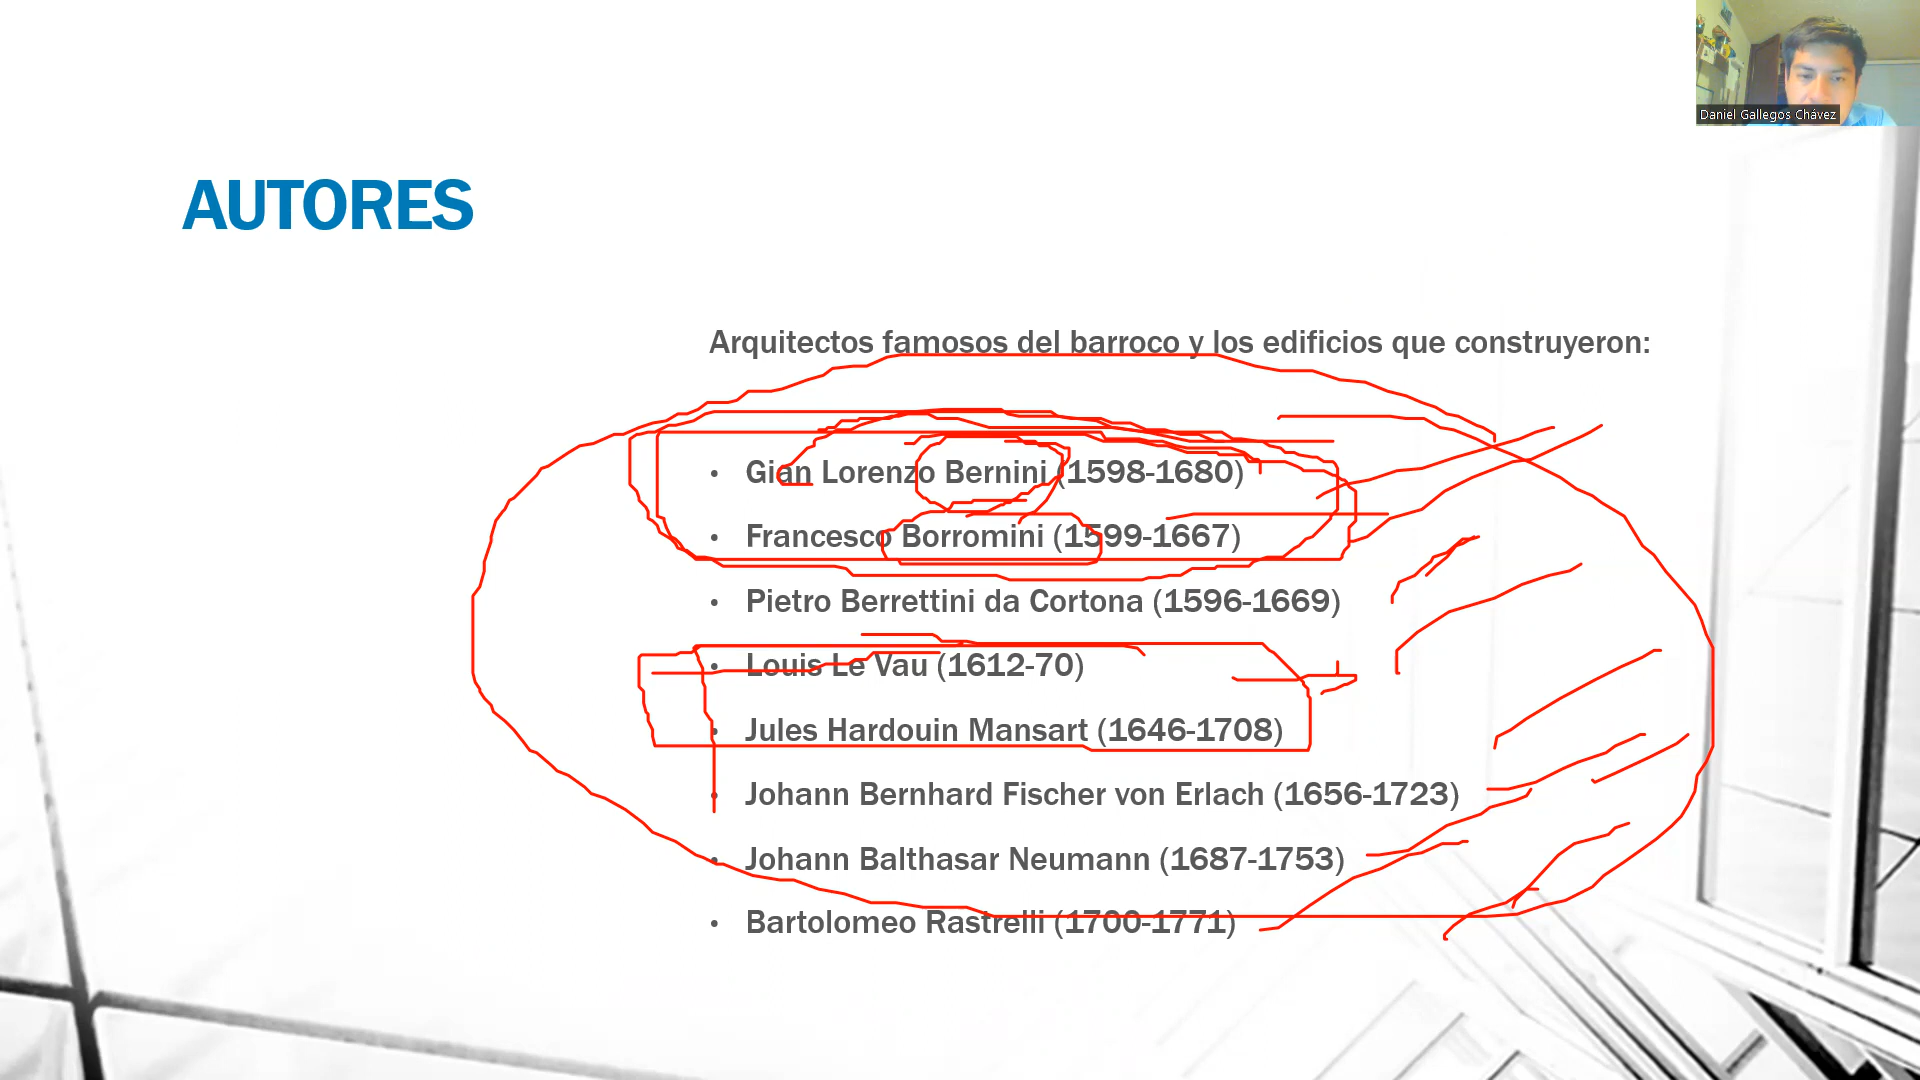 Daniel Gallegos Chávez
AUTORES
Arquitectos famosos del barroco y los edificios que construyeron:
• Gian Lorenzo Bernini (1598-1680)
• Francesco Borromini (1599-1667)
• Pietro Berrettini da Cortona (1596-1669)
• Louis Le Vau (1612-70)
• Jules Hardouin Mansart (1646-1708)
• Johann Bernhard Fischer von Erlach (1656-1723)
• Johann Balthasar Neumann (1687-1753)
• Bartolomeo Rastrelli (1700-1771)